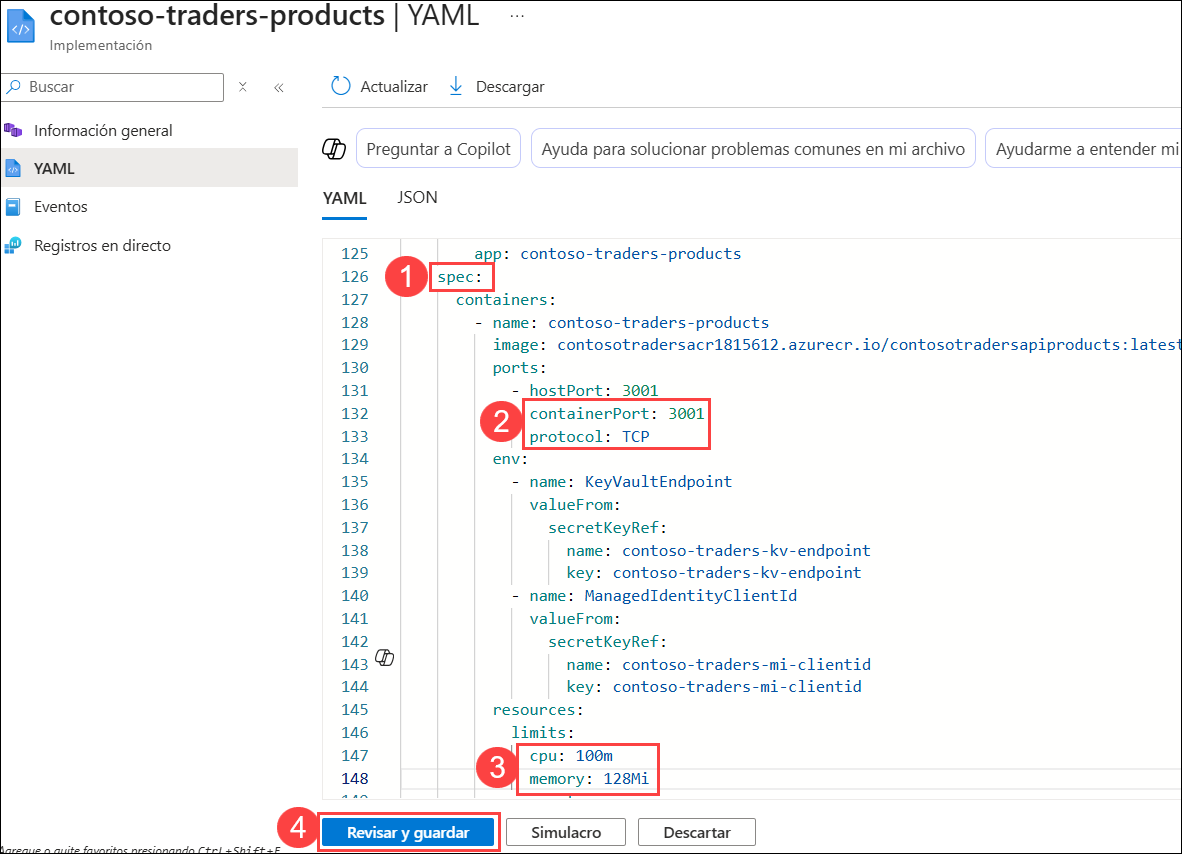 contoso-traders-products | YAML ...
Implementación
Buscar
Actualizar Descargar
Información general
YAML
Eventos
Registros en directo
Preguntar a Copilot Ayuda para solucionar problemas comunes en mi archivo Ayudarme a entender mi
YAML JSON
125 app: contoso-traders-products
1 126 spec:
127 containers:
128 - name: contoso-traders-products
129 image: contosotradersacr1815612.azurecr.io/contosotradersapiproducts:latest
130 ports:
131 - hostPort: 3001
2 132 containerPort: 3001
133 protocol: TCP
134 env:
135 - name: KeyVaultEndpoint
136 valueFrom:
137 secretKeyRef:
138 name: contoso-traders-kv-endpoint
139 key: contoso-traders-kv-endpoint
140 - name: ManagedIdentityClientId
141 valueFrom:
142 secretKeyRef:
143 name: contoso-traders-mi-clientid
144 key: contoso-traders-mi-clientid
145 resources:
146 limits:
3 147 cpu: 100m
148 memory: 128Mi
4 Revisar y guardar Simulacro Descartar
Agregue o quite favoritos presionando Ctrl+Shift+F